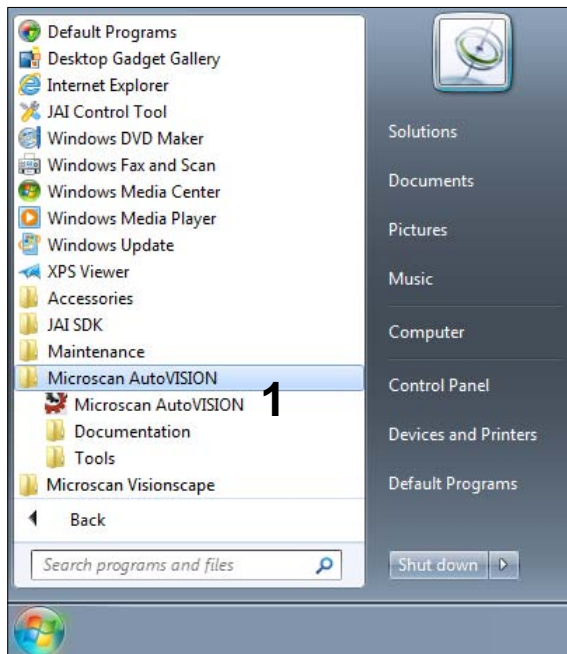 Default Programs
Desktop Gadget Gallery
Internet Explorer
JAI Control Tool
Windows DVD Maker
Windows Fax and Scan
Windows Media Center
Windows Media Player
Windows Update
XPS Viewer
Accessories
JAI SDK
Maintenance
Microscan AutoVISION
Microscan AutoVISION 1
Documentation
Tools
Microscan Visionscape
Back
Search programs and files
Solutions
Documents
Pictures
Music
Computer
Control Panel
Devices and Printers
Default Programs
Shut down